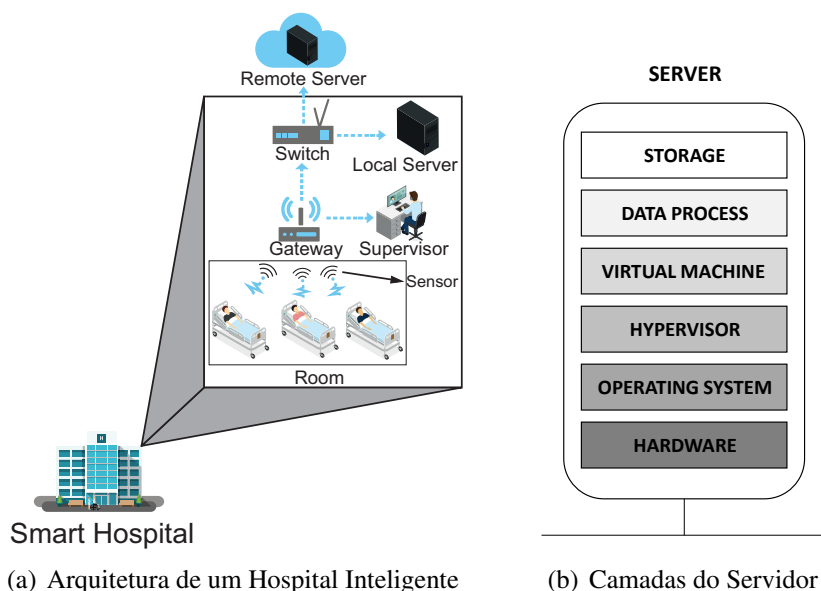 Remote Server
Switch
Local Server
Gateway
Supervisor
Sensor
Room
H
Smart Hospital
(a) Arquitetura de um Hospital Inteligente
SERVER
STORAGE
DATA PROCESS
VIRTUAL MACHINE
HYPERVISOR
OPERATING SYSTEM
HARDWARE
(b) Camadas do Servidor